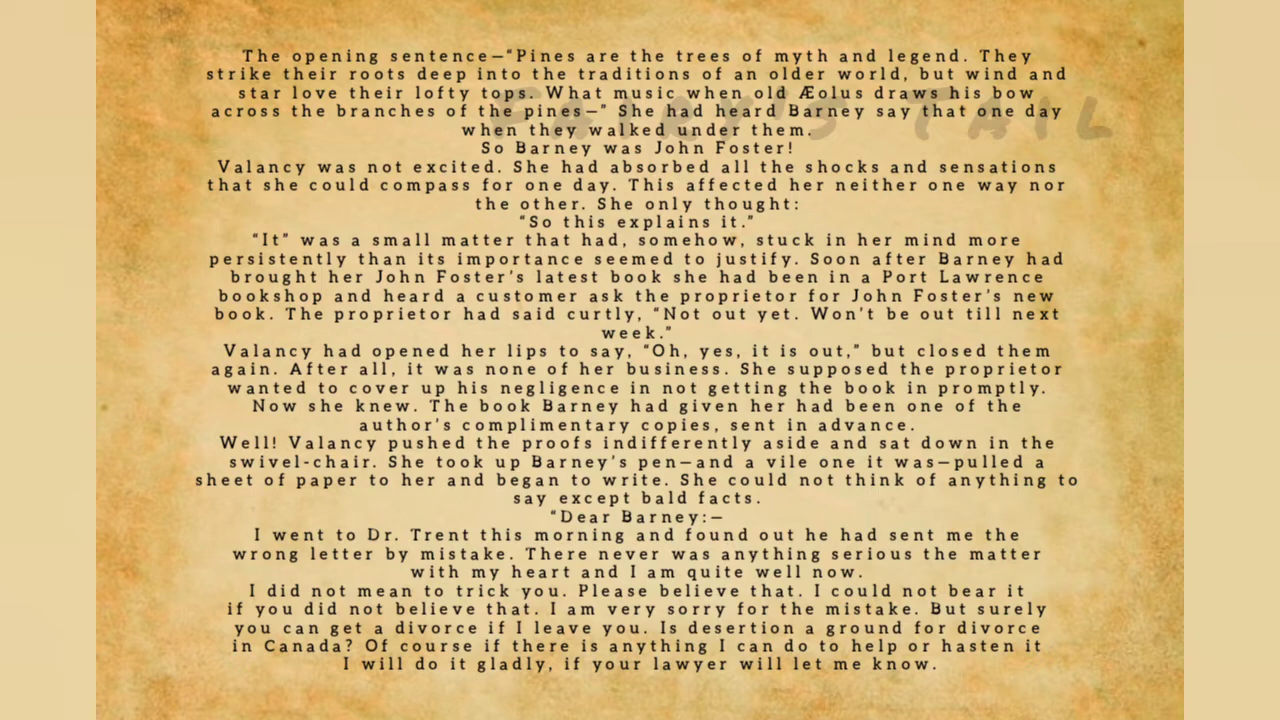 The opening sentence—“Pines are the trees of myth and legend. They
strike their roots deep into the traditions of an older world, but wind and
star love their lofty tops. What music when old Æolus draws his bow
across the branches of the pines—” She had heard Barney say that one day
when they walked under them.
So Barney was John Foster!
Valancy was not excited. She had absorbed all the shocks and sensations
that she could compass for one day. This affected her neither one way nor
the other. She only thought:
“So this explains it.”
“It” was a small matter that had, somehow, stuck in her mind more
persistently than its importance seemed to justify. Soon after Barney had
brought her John Foster’s latest book she had been in a Port Lawrence
bookshop and heard a customer ask the proprietor for John Foster’s new
book. The proprietor had said curtly, “Not out yet. Won’t be out till next
week.”
Valancy had opened her lips to say, “Oh, yes, it is out,” but closed them
again. After all, it was none of her business. She supposed the proprietor
wanted to cover up his negligence in not getting the book in promptly.
Now she knew. The book Barney had given her had been one of the
author’s complimentary copies, sent in advance.
Well! Valancy pushed the proofs indifferently aside and sat down in the
swivel-chair. She took up Barney’s pen—and a vile one it was—pulled a
sheet of paper to her and began to write. She could not think of anything to
say except bald facts.
“Dear Barney:—
I went to Dr. Trent this morning and found out he had sent me the
wrong letter by mistake. There never was anything serious the matter
with my heart and I am quite well now.
I did not mean to trick you. Please believe that. I could not bear it
if you did not believe that. I am very sorry for the mistake. But surely
you can get a divorce if I leave you. Is desertion a ground for divorce
in Canada? Of course if there is anything I can do to help or hasten it
I will do it gladly, if your lawyer will let me know.
TAIL